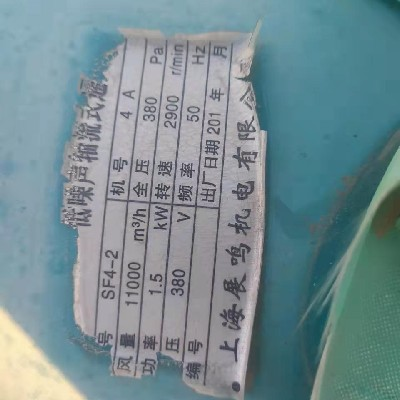 低噪声轴流式通
号 SF4-2 机号 4 A
风量 11000 m³/h 全压 380 Pa
功率 1.5 kW 转速 2900 r/min
电压 380 V 频率 50 Hz
编号 出厂日期 201 年 月
上海展鸣机电有限